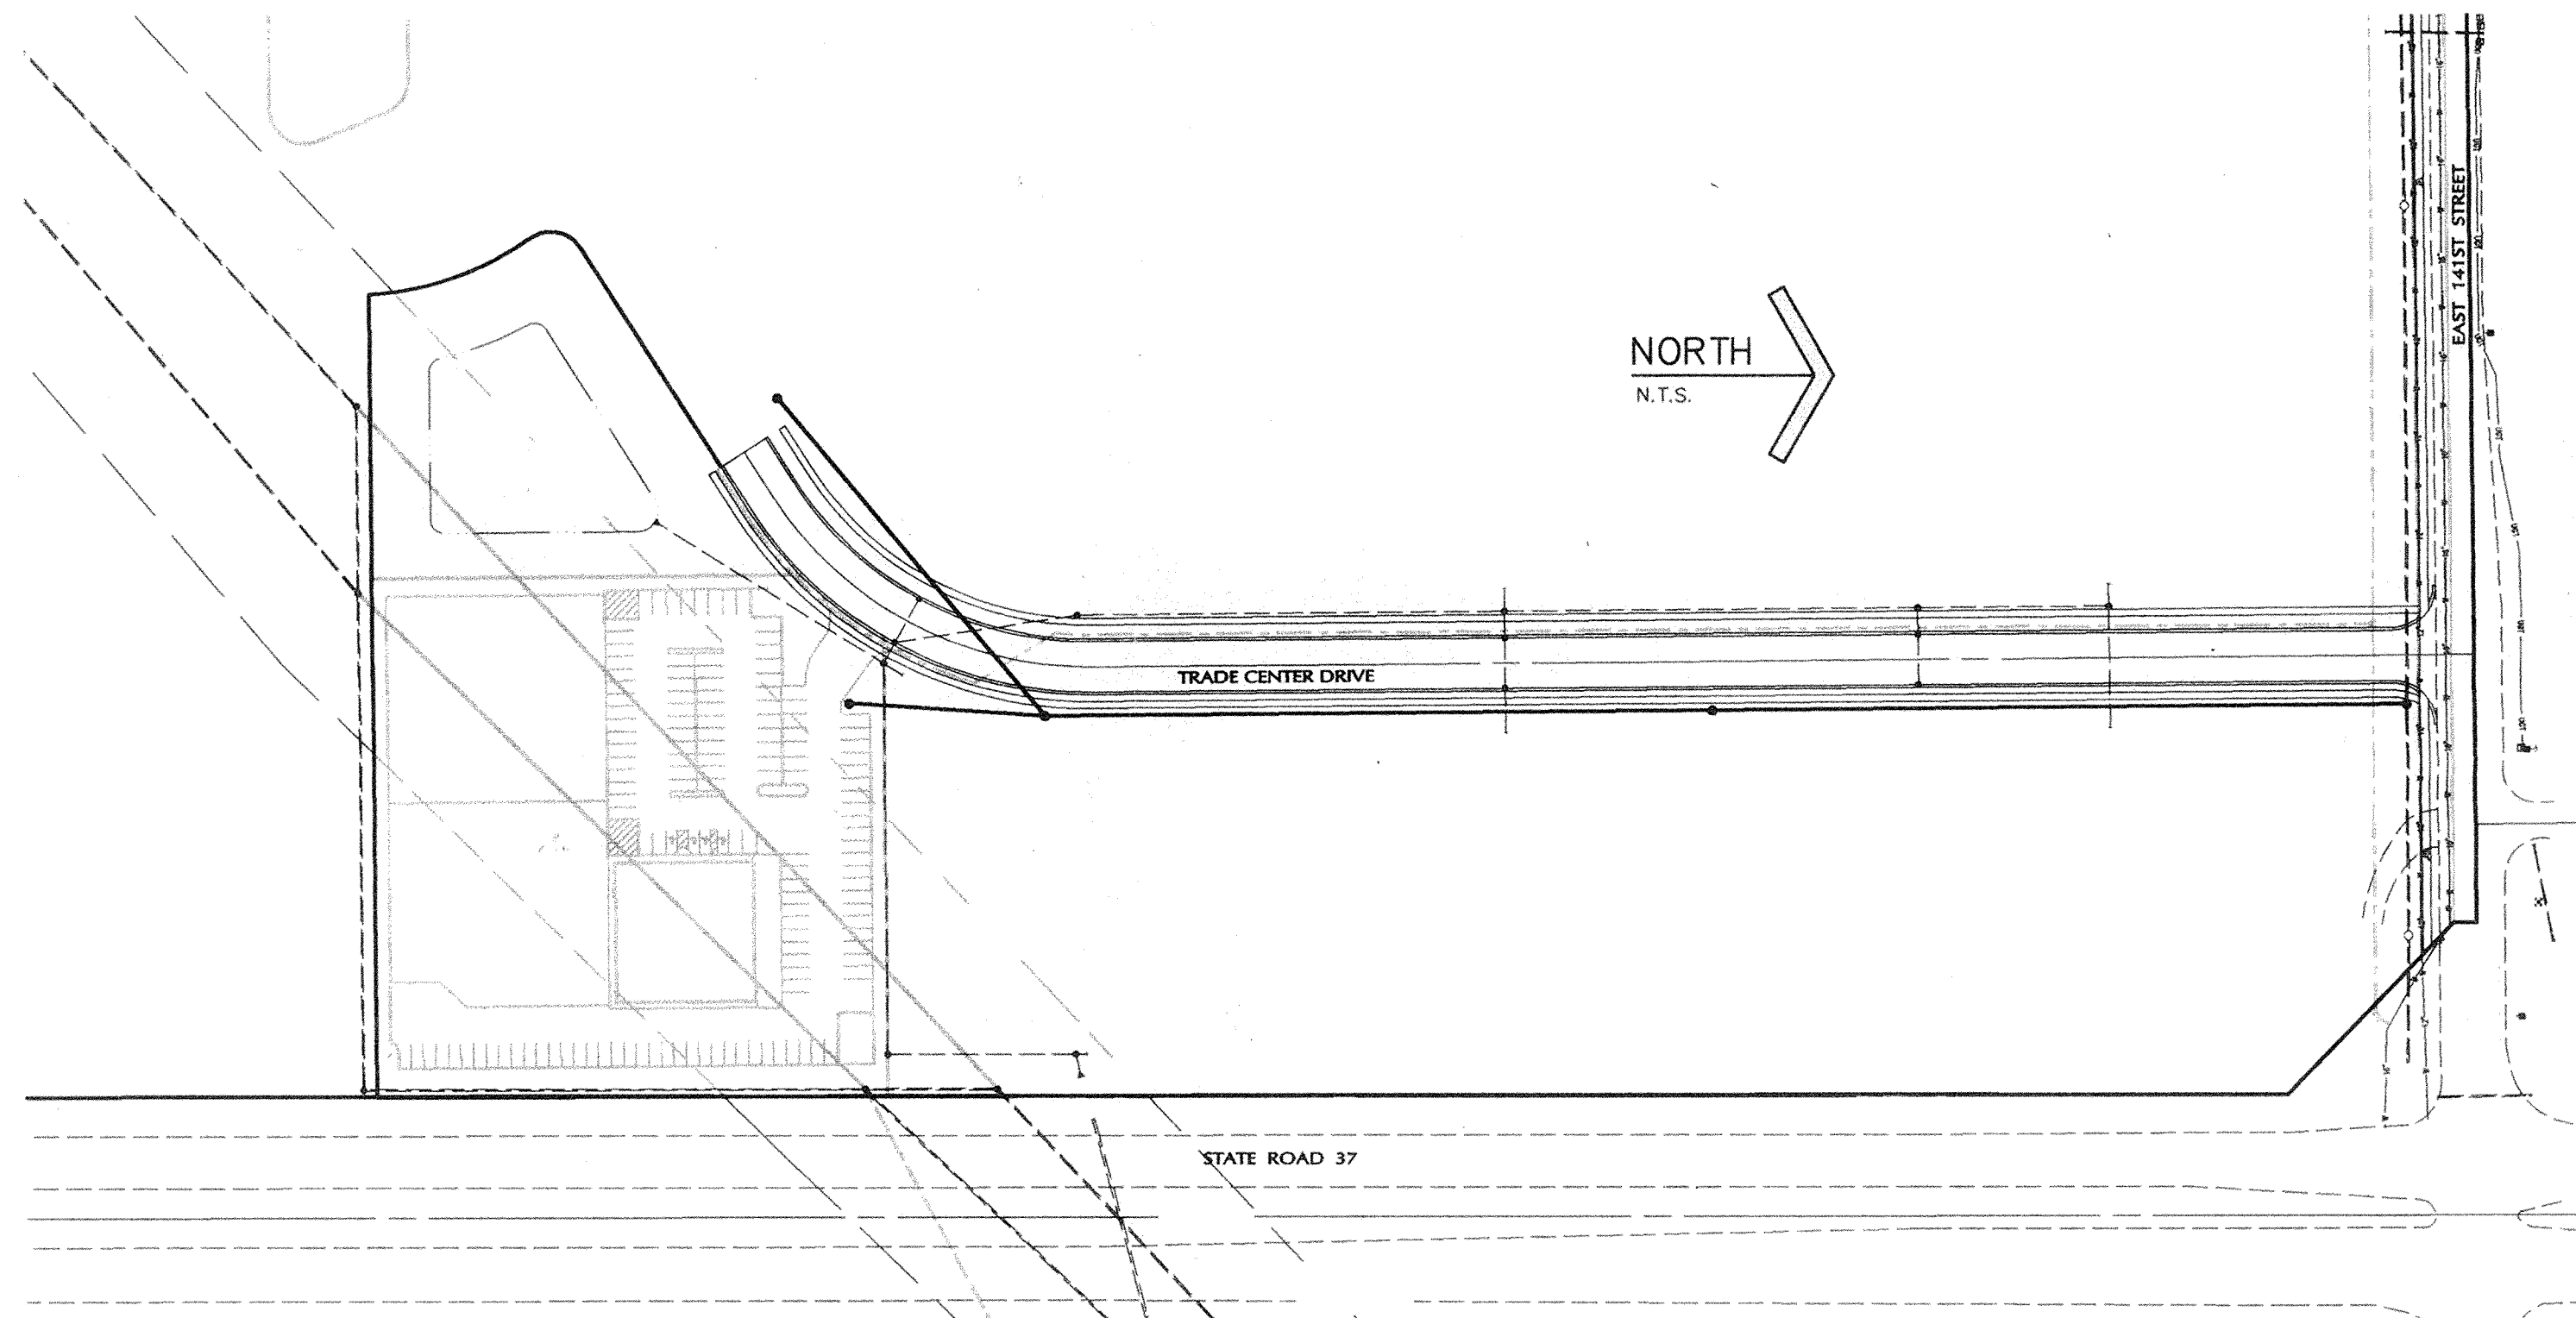 EAST 141ST STREET
NORTH
N.T.S.
TRADE CENTER DRIVE
STATE ROAD 37